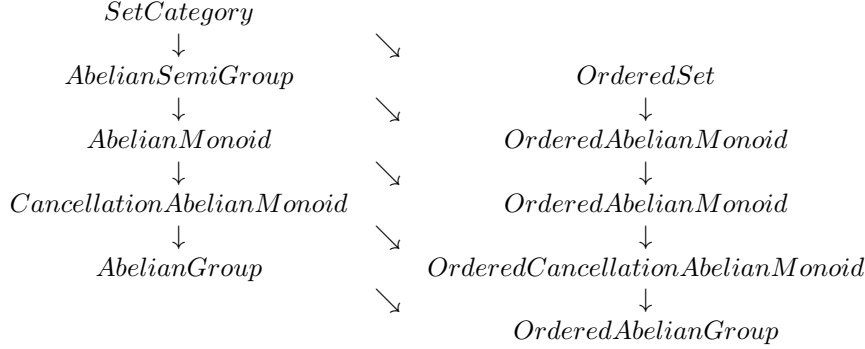 SetCategory
↓ ↘
AbelianSemiGroup OrderedSet
↓ ↘ ↓
AbelianMonoid OrderedAbelianMonoid
↓ ↘ ↓
CancellationAbelianMonoid OrderedAbelianMonoid
↓ ↘ ↓
AbelianGroup OrderedCancellationAbelianMonoid
↘ ↓
OrderedAbelianGroup